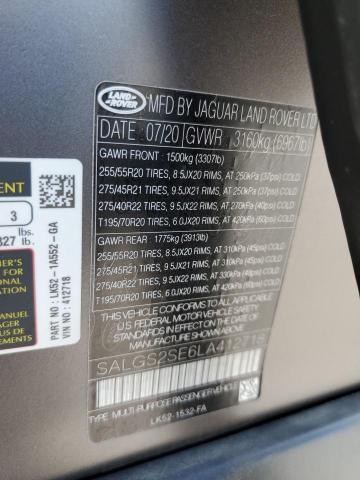 LAND
ROVER
MFD BY JAGUAR LAND ROVER LTD
DATE: 07/20 GVWR : 3160kg (6967lb)
GAWR FRONT : 1500kg (3307lb)
255/55R20 TIRES, 8.5JX20 RIMS, AT 250kPa (37psi) COLD
275/45R21 TIRES, 9.5JX21 RIMS, AT 250kPa (37psi) COLD
275/40R22 TIRES, 9.5JX22 RIMS, AT 270kPa (40psi) COLD
T195/70R20 TIRES, 6.0JX20 RIMS, AT 420kPa (60psi) COLD
GAWR REAR : 1775kg (3913lb)
255/55R20 TIRES, 8.5JX20 RIMS, AT 310kPa (45psi) COLD
275/45R21 TIRES, 9.5JX21 RIMS, AT 310kPa (45psi) COLD
275/40R22 TIRES, 9.5JX22 RIMS, AT 330kPa (48psi) COLD
T195/70R20 TIRES, 6.0JX20 RIMS, AT 420kPa (60psi) COLD
THIS VEHICLE CONFORMS TO ALL APPLICABLE
U.S. FEDERAL MOTOR VEHICLE SAFETY
STANDARDS IN EFFECT ON THE DATE OF
MANUFACTURE SHOWN ABOVE
SALGS2SE6LA412718
TYPE: MULTI-PURPOSE PASSENGER VEHICLE
LK52-1532-FA
EMENT
3
lbs.
827 lbs.
PART NO - LK52-1A552-GA
VIN - 412718